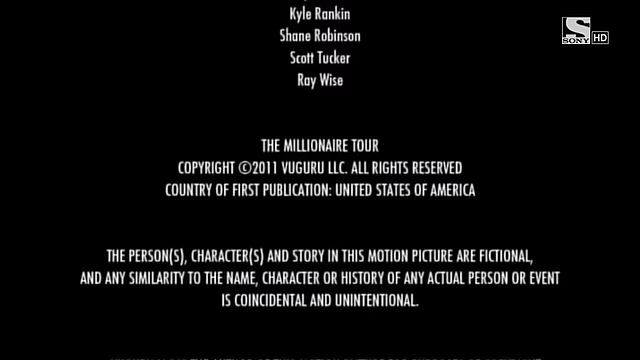 Kyle Rankin
Shane Robinson
Scott Tucker
Ray Wise
S
SONY HD
THE MILLIONAIRE TOUR
COPYRIGHT ©2011 VUGURU LLC. ALL RIGHTS RESERVED
COUNTRY OF FIRST PUBLICATION: UNITED STATES OF AMERICA
THE PERSON(S), CHARACTER(S) AND STORY IN THIS MOTION PICTURE ARE FICTIONAL,
AND ANY SIMILARITY TO THE NAME, CHARACTER OR HISTORY OF ANY ACTUAL PERSON OR EVENT
IS COINCIDENTAL AND UNINTENTIONAL.